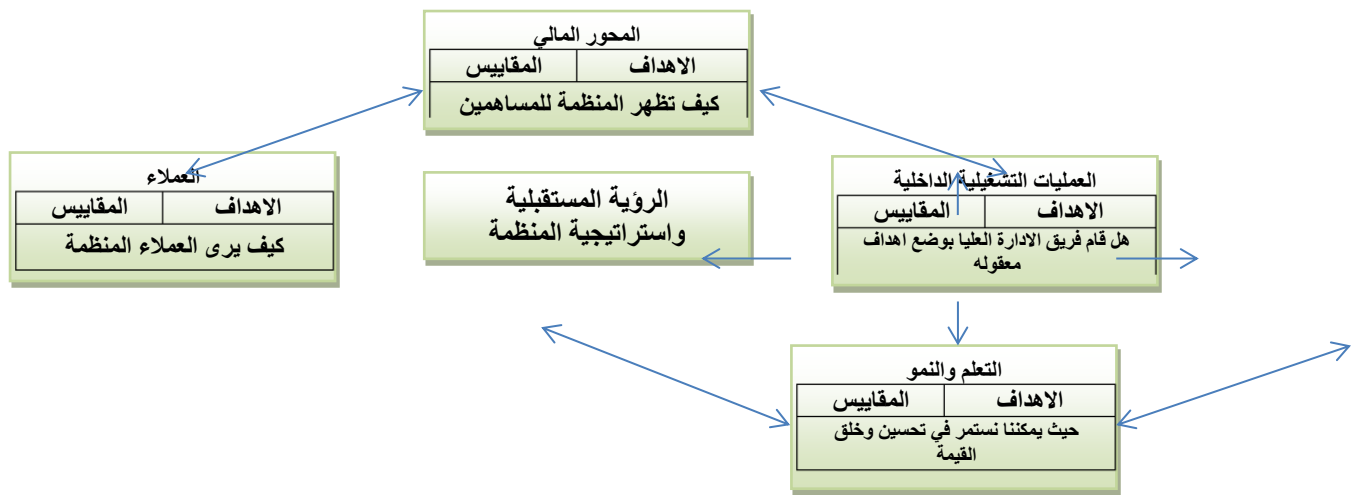 المحور المالي
الاهداف المقاييس
كيف تظهر المنظمة للمساهمين
العمليات التشغيلية الداخلية
الاهداف المقاييس
هل قام فريق الادارة العليا بوضع اهداف
معقوله
الرؤية المستقبلية
واستراتيجية المنظمة
العملاء
الاهداف المقاييس
كيف يرى العملاء المنظمة
التعلم والنمو
الاهداف المقاييس
حيث يمكننا نستمر في تحسين وخلق
القيمة